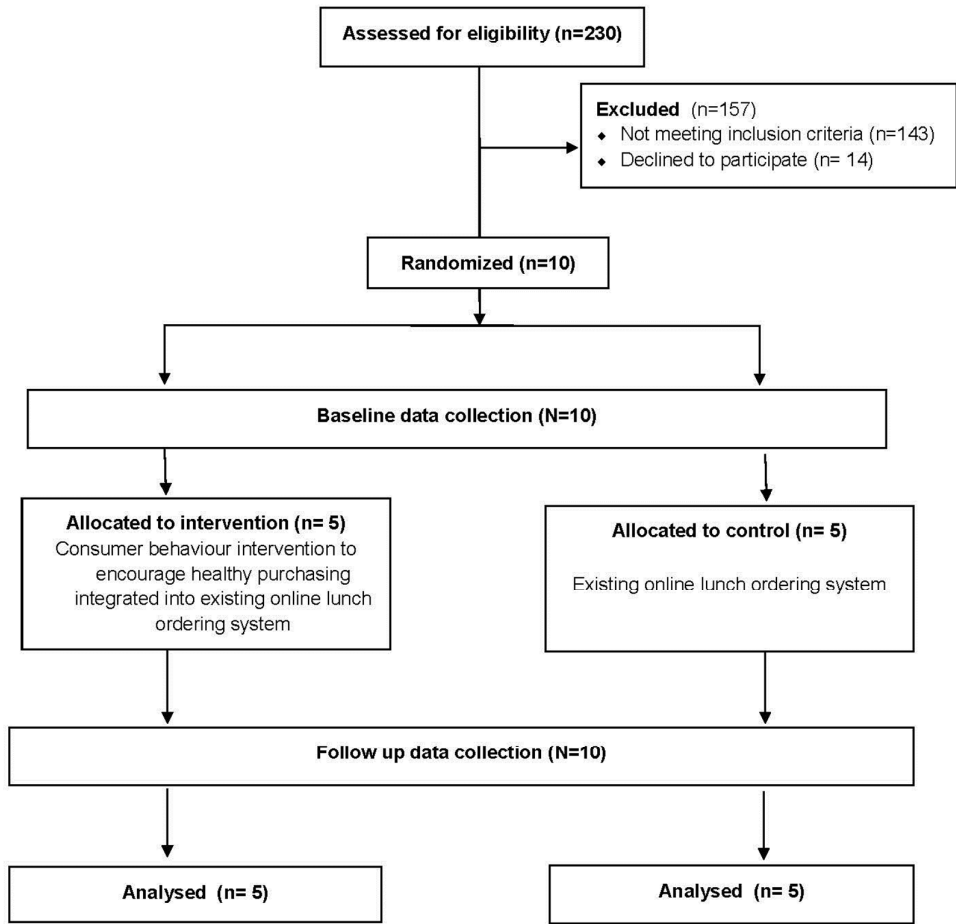 Assessed for eligibility (n=230)
Excluded (n=157)
◆ Not meeting inclusion criteria (n=143)
◆ Declined to participate (n= 14)
Randomized (n=10)
Baseline data collection (N=10)
Allocated to intervention (n= 5)
Consumer behaviour intervention to
encourage healthy purchasing
integrated into existing online lunch
ordering system
Allocated to control (n= 5)
Existing online lunch ordering system
Follow up data collection (N=10)
Analysed (n= 5)
Analysed (n= 5)